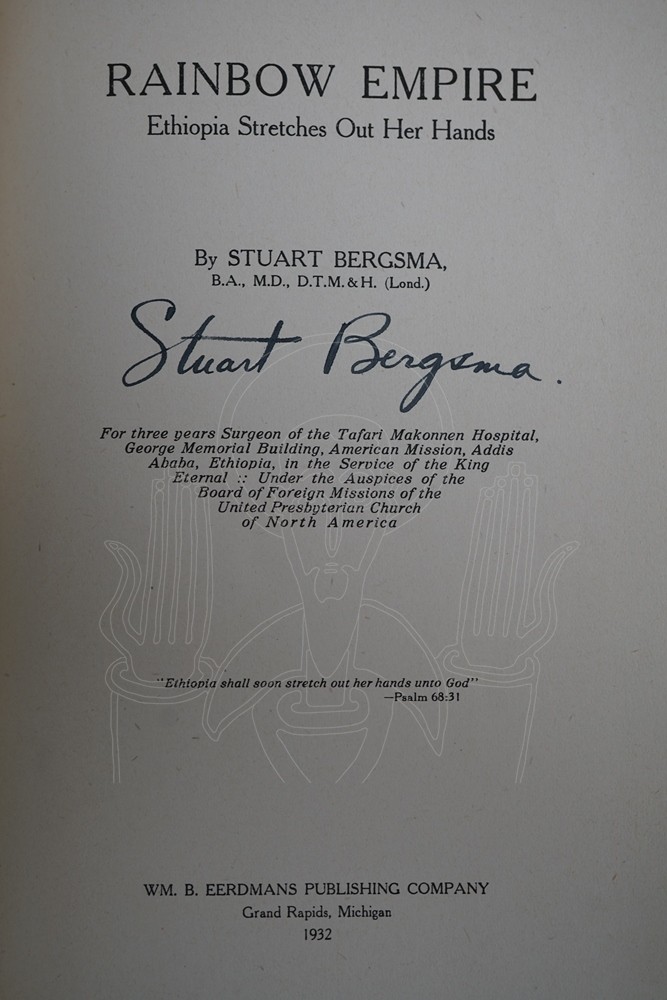 RAINBOW EMPIRE
Ethiopia Stretches Out Her Hands
By STUART BERGSMA,
B.A., M.D., D.T.M. & H. (Lond.)
Stuart Bergsma.
For three years Surgeon of the Tafari Makonnen Hospital,
George Memorial Building, American Mission, Addis
Ababa, Ethiopia, in the Service of the King
Eternal :: Under the Auspices of the
Board of Foreign Missions of the
United Presbyterian Church
of North America
"Ethiopia shall soon stretch out her hands unto God"
—Psalm 68:31
WM. B. EERDMANS PUBLISHING COMPANY
Grand Rapids, Michigan
1932